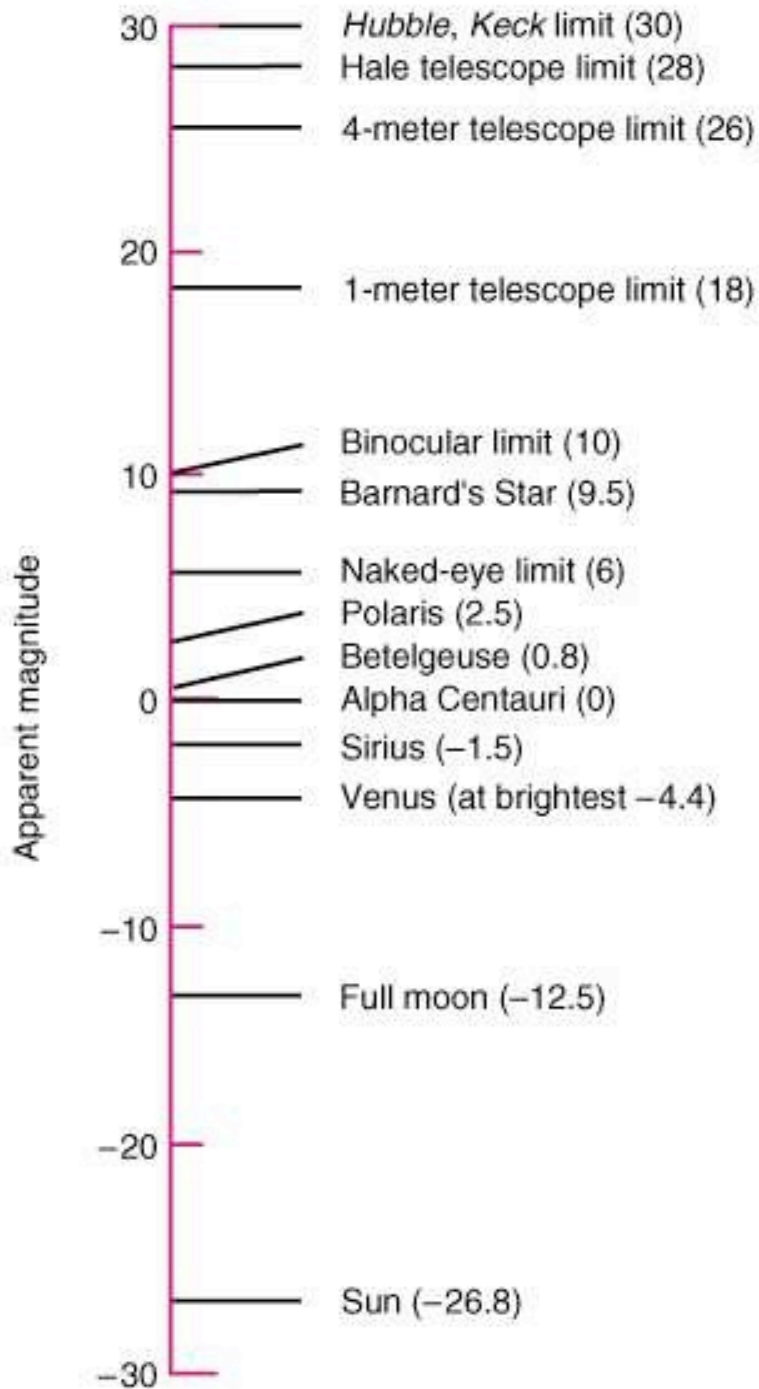 30
Hubble, Keck limit (30)
Hale telescope limit (28)
4-meter telescope limit (26)
20
1-meter telescope limit (18)
Binocular limit (10)
10
Barnard's Star (9.5)
Naked-eye limit (6)
Polaris (2.5)
Betelgeuse (0.8)
0
Alpha Centauri (0)
Sirius (–1.5)
Venus (at brightest –4.4)
Apparent magnitude
–10
Full moon (–12.5)
–20
Sun (–26.8)
–30